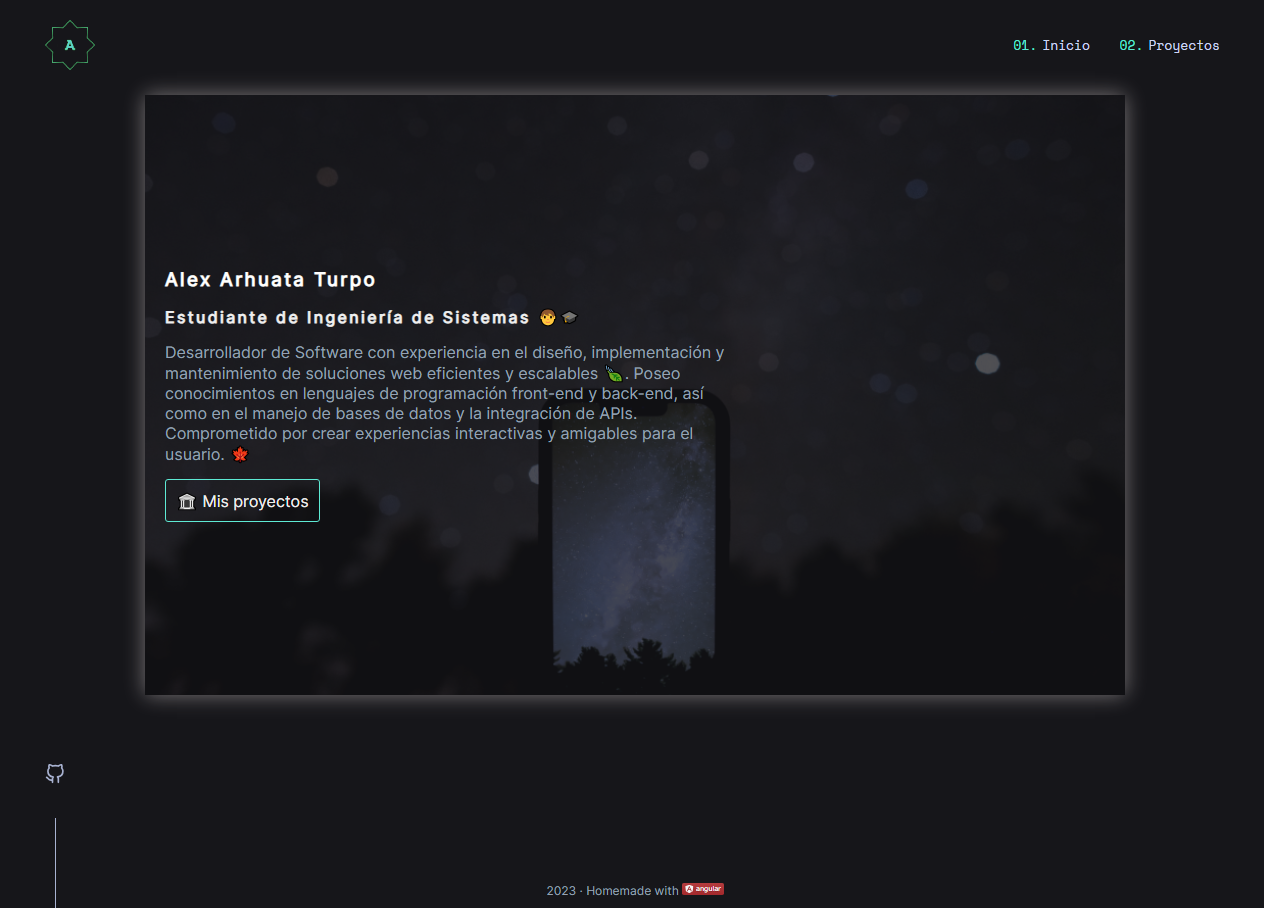 A
01. Inicio 02. Proyectos
Alex Arhuata Turpo
Estudiante de Ingeniería de Sistemas 👨🎓
Desarrollador de Software con experiencia en el diseño, implementación y
mantenimiento de soluciones web eficientes y escalables 🍃. Poseo
conocimientos en lenguajes de programación front-end y back-end, así
como en el manejo de bases de datos y la integración de APIs.
Comprometido por crear experiencias interactivas y amigables para el
usuario. 🌺
🏛 Mis proyectos
2023 · Homemade with angular